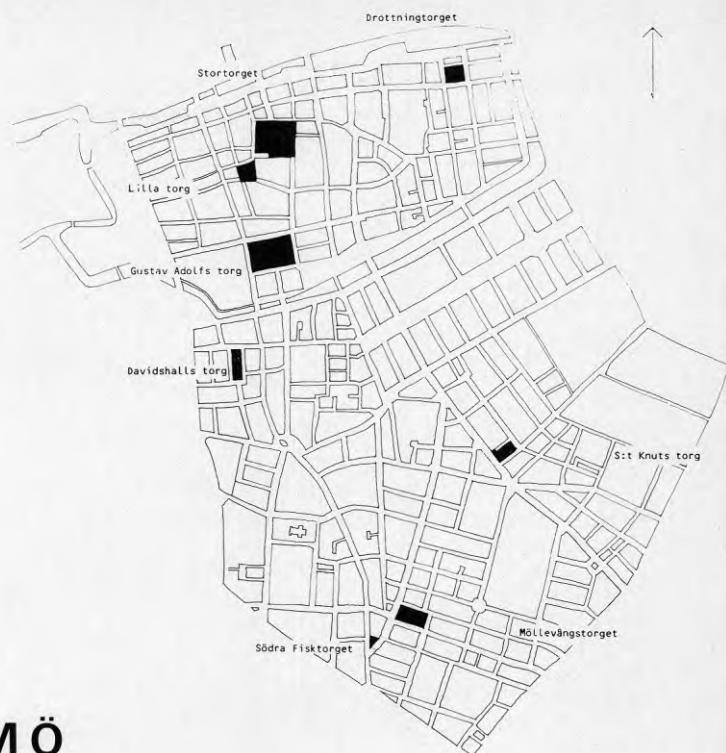 Drottningtorget
Stortorget
Lilla torg
Gustav Adolfs torg
Davidshalls torg
S:t Knuts torg
Möllevångstorget
Södra Fisktorget
MÖ